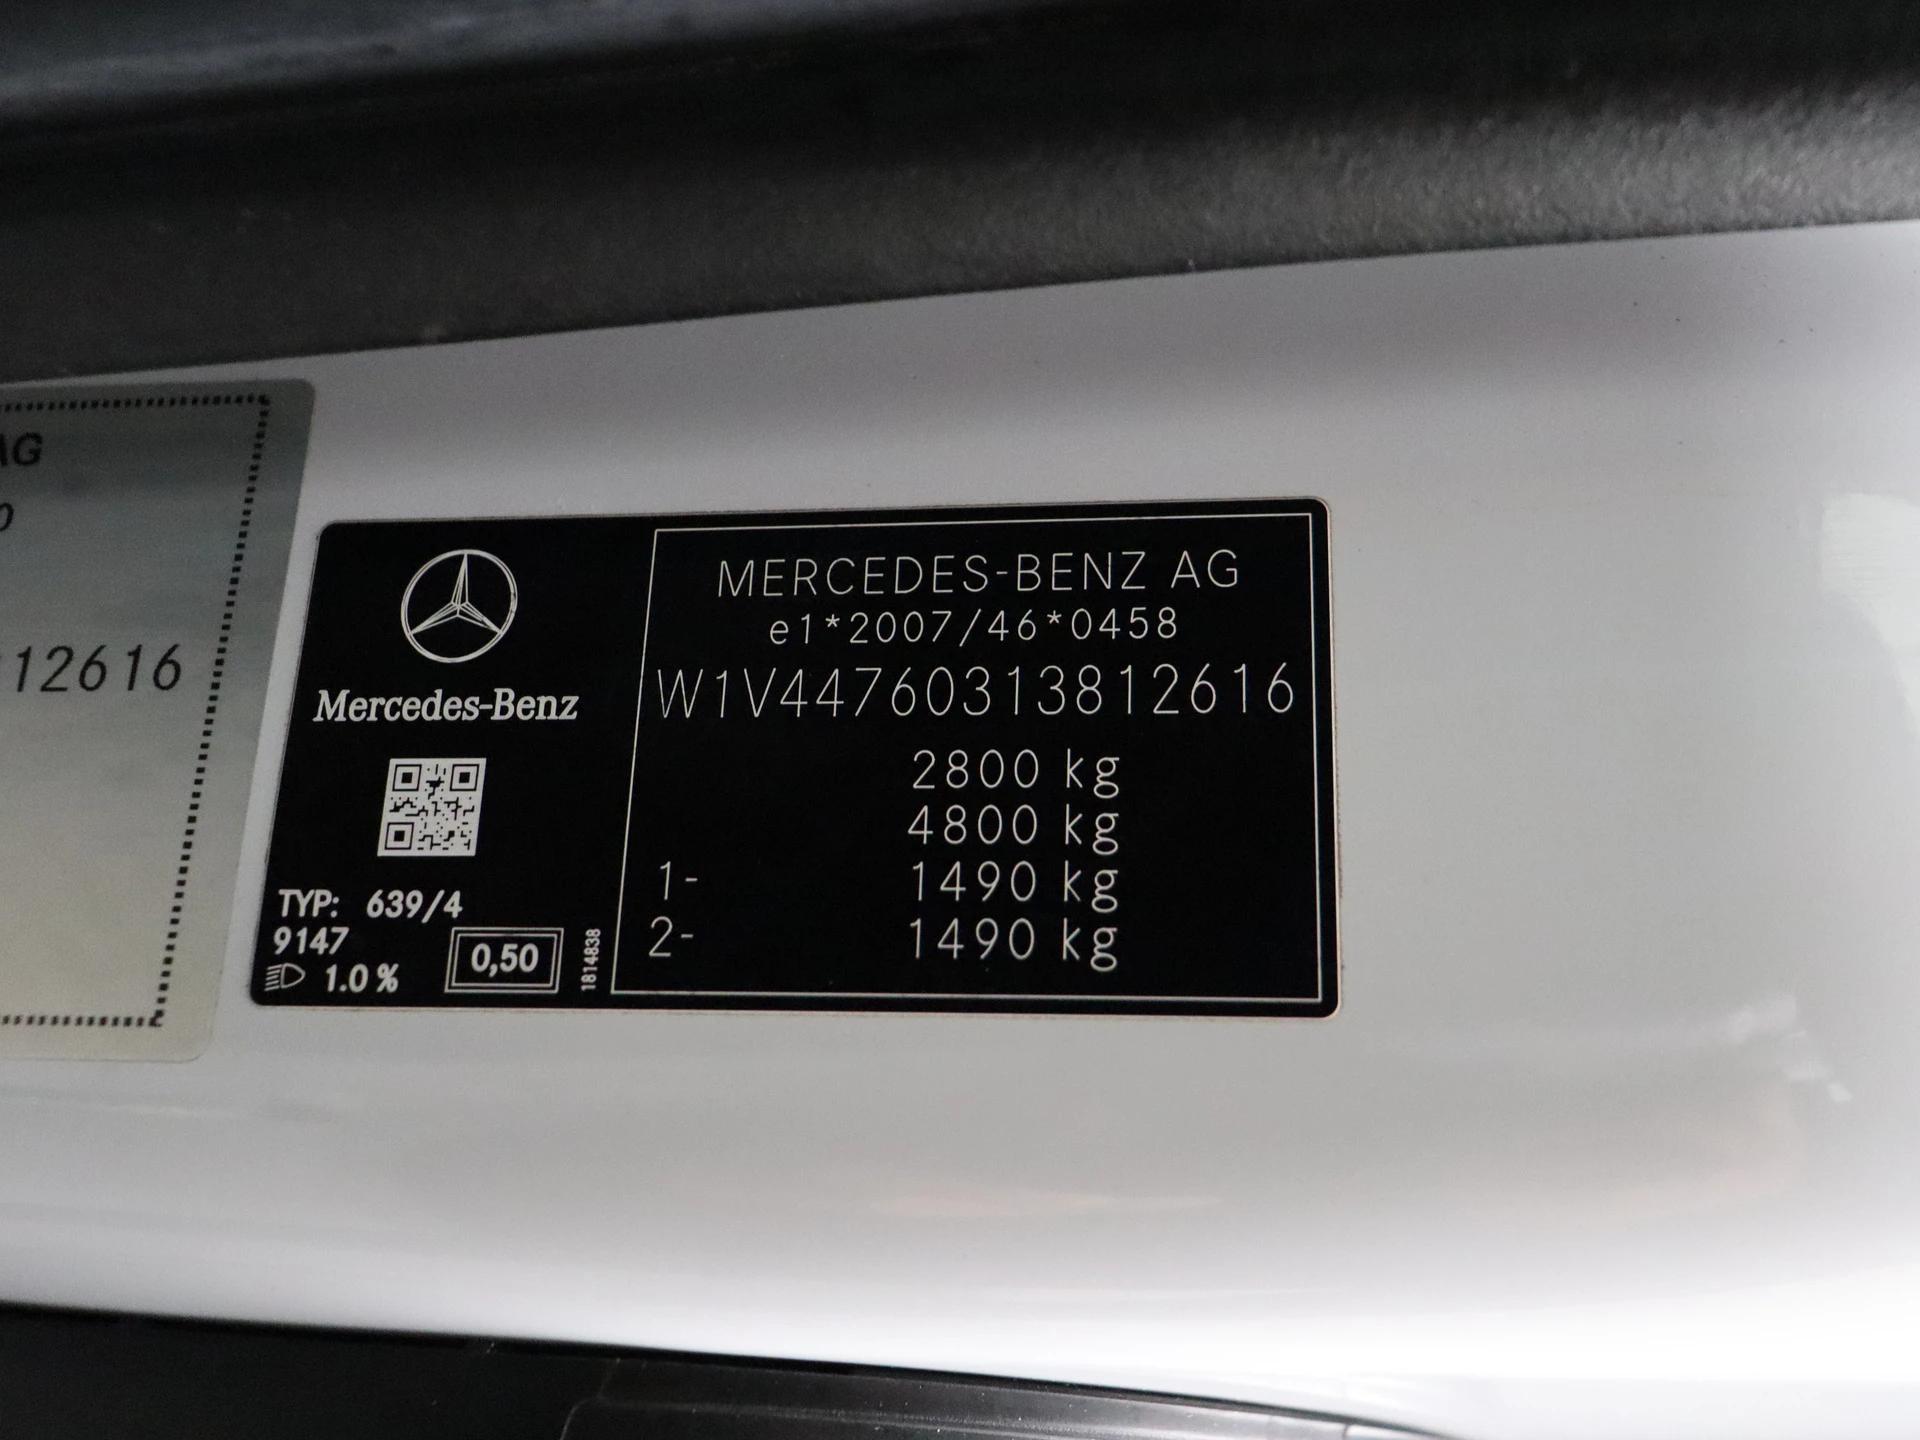 AG
0
12616
Mercedes-Benz
TYP: 639/4
9147
1.0 %
0,50
1814838
MERCEDES-BENZ AG
e1*2007/46*0458
W1V44760313812616
2800 kg
4800 kg
1- 1490 kg
2- 1490 kg